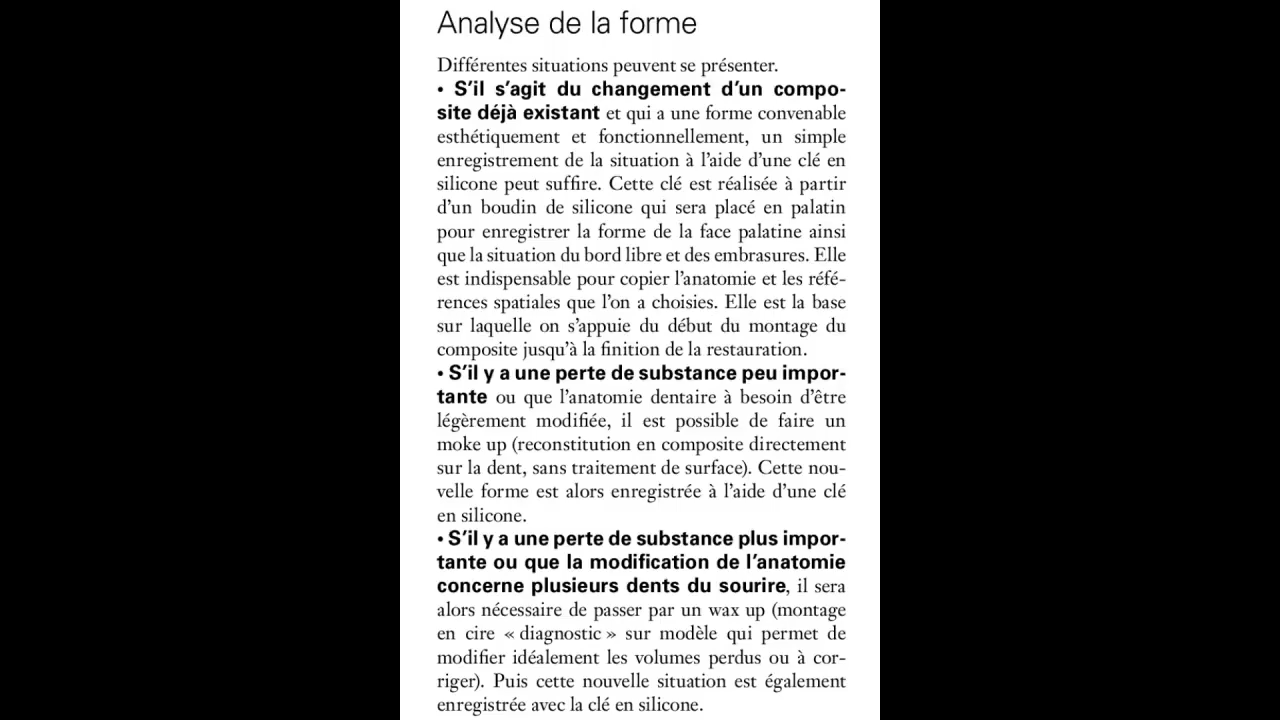 Analyse de la forme
Différentes situations peuvent se présenter.
• S’il s’agit du changement d’un compo-
site déjà existant et qui a une forme convenable
esthétiquement et fonctionnellement, un simple
enregistrement de la situation à l’aide d’une clé en
silicone peut suffire. Cette clé est réalisée à partir
d’un boudin de silicone qui sera placé en palatin
pour enregistrer la forme de la face palatine ainsi
que la situation du bord libre et des embrasures. Elle
est indispensable pour copier l’anatomie et les réfé-
rences spatiales que l’on a choisies. Elle est la base
sur laquelle on s’appuie du début du montage du
composite jusqu’à la finition de la restauration.
• S’il y a une perte de substance peu impor-
tante ou que l’anatomie dentaire à besoin d’être
légèrement modifiée, il est possible de faire un
moke up (reconstitution en composite directement
sur la dent, sans traitement de surface). Cette nou-
velle forme est alors enregistrée à l’aide d’une clé
en silicone.
• S’il y a une perte de substance plus impor-
tante ou que la modification de l’anatomie
concerne plusieurs dents du sourire, il sera
alors nécessaire de passer par un wax up (montage
en cire « diagnostic » sur modèle qui permet de
modifier idéalement les volumes perdus ou à cor-
riger). Puis cette nouvelle situation est également
enregistrée avec la clé en silicone.